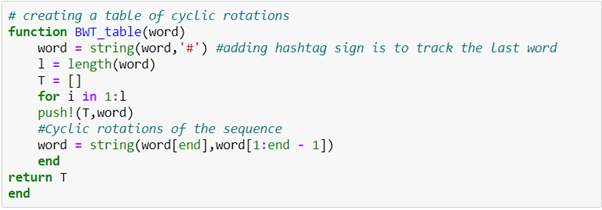 # creating a table of cyclic rotations
function BWT_table(word)
    word = string(word,'#') #adding hashtag sign is to track the last word
    l = length(word)
    T = []
    for i in 1:l
    push!(T,word)
    #Cyclic rotations of the sequence
    word = string(word[end],word[1:end - 1])
    end
return T
end